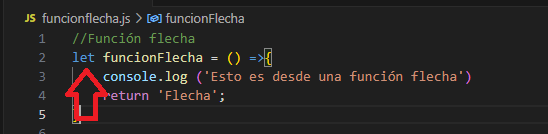 JS funcionflecha.js > funcionFlecha
1 //Función flecha
2 let funcionFlecha = () =>{
3 console.log ('Esto es desde una función flecha')
4 return 'Flecha';
5 }
6